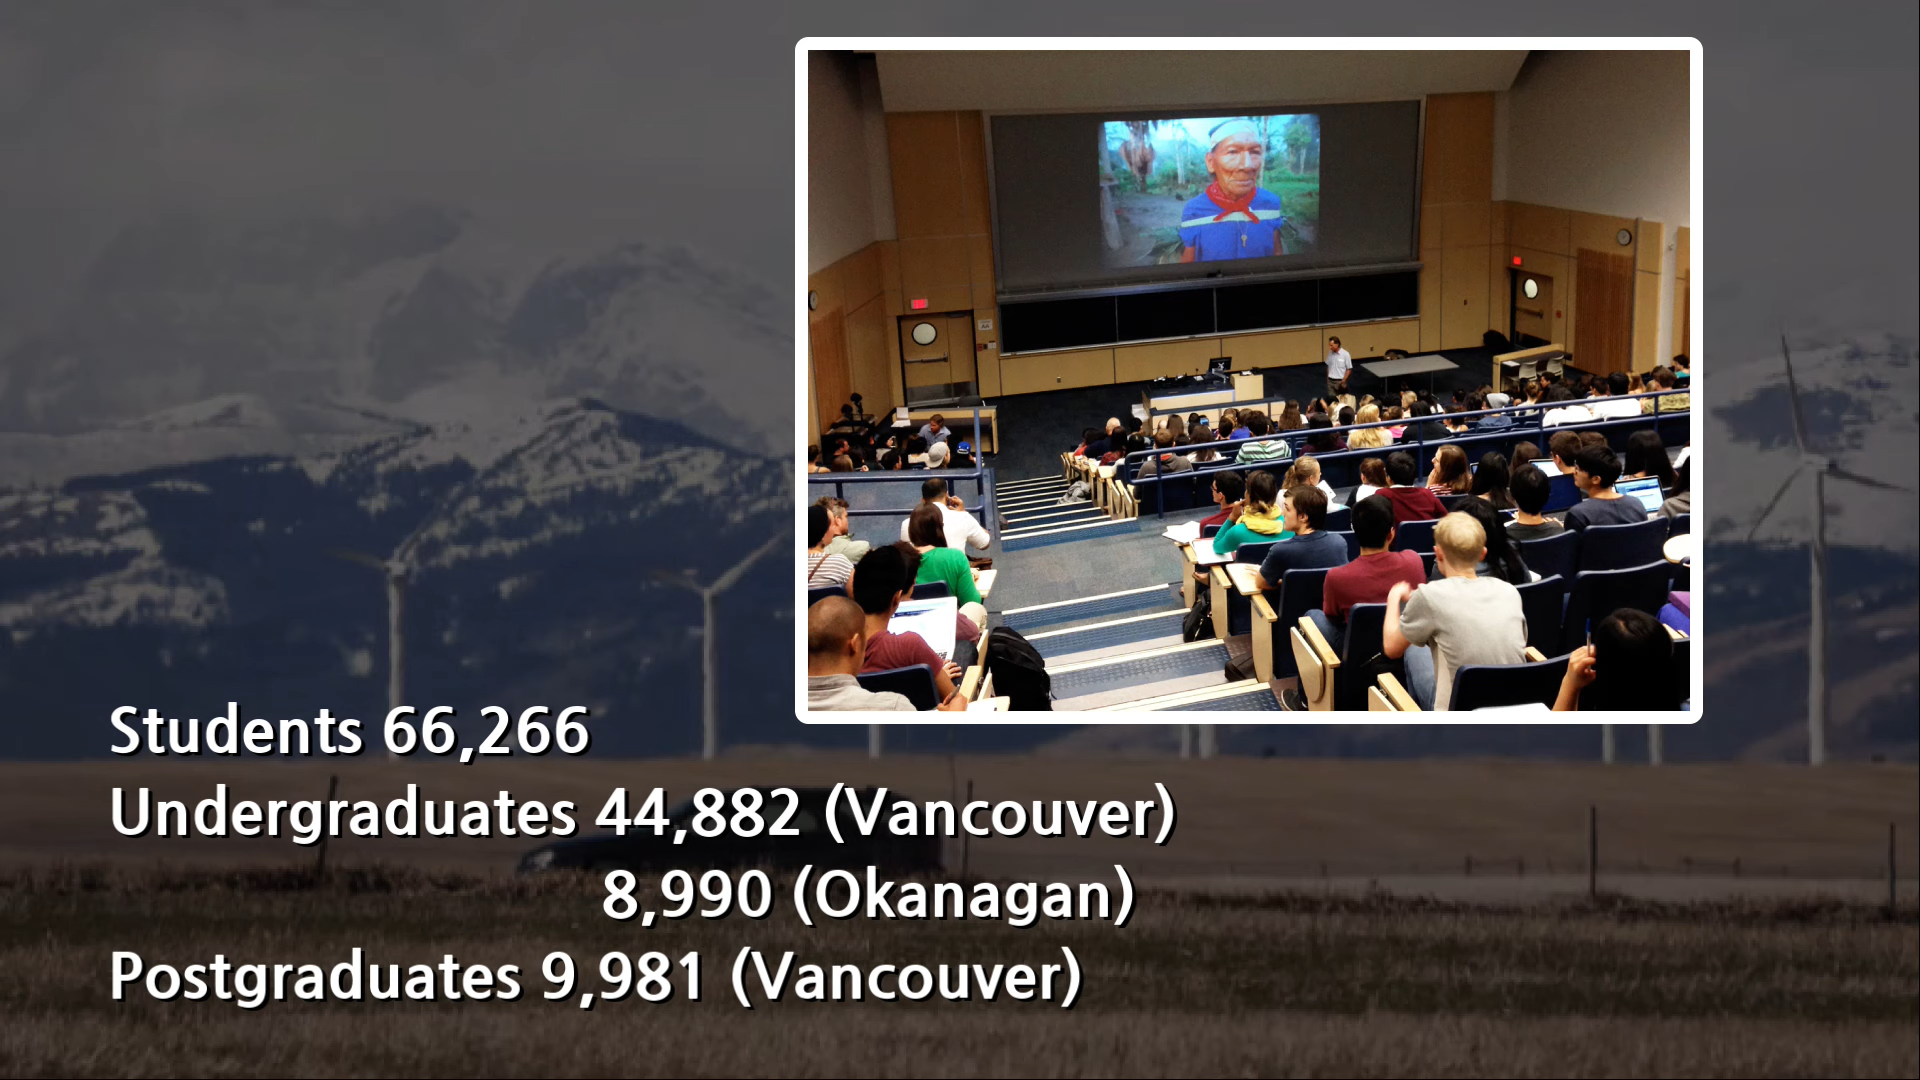 Students 66,266
Undergraduates 44,882 (Vancouver)
8,990 (Okanagan)
Postgraduates 9,981 (Vancouver)